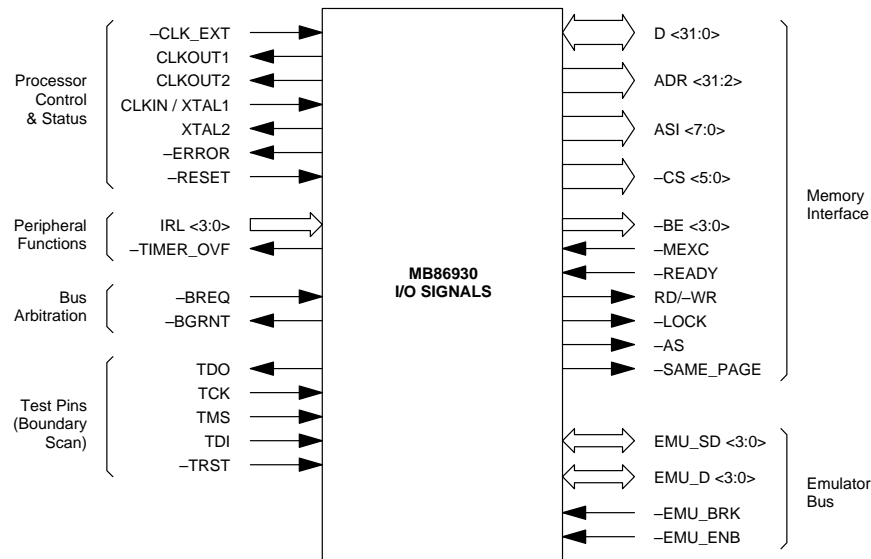 Processor
Control
& Status
–CLK_EXT
CLKOUT1
CLKOUT2
CLKIN / XTAL1
XTAL2
–ERROR
–RESET
Peripheral
Functions
IRL <3:0>
–TIMER_OVF
Bus
Arbitration
–BREQ
–BGRNT
Test Pins
(Boundary
Scan)
TDO
TCK
TMS
TDI
–TRST
MB86930
I/O SIGNALS
D <31:0>
ADR <31:2>
ASI <7:0>
–CS <5:0>
–BE <3:0>
–MEXC
–READY
RD/–WR
–LOCK
–AS
–SAME_PAGE
Memory
Interface
EMU_SD <3:0>
EMU_D <3:0>
–EMU_BRK
–EMU_ENB
Emulator
Bus